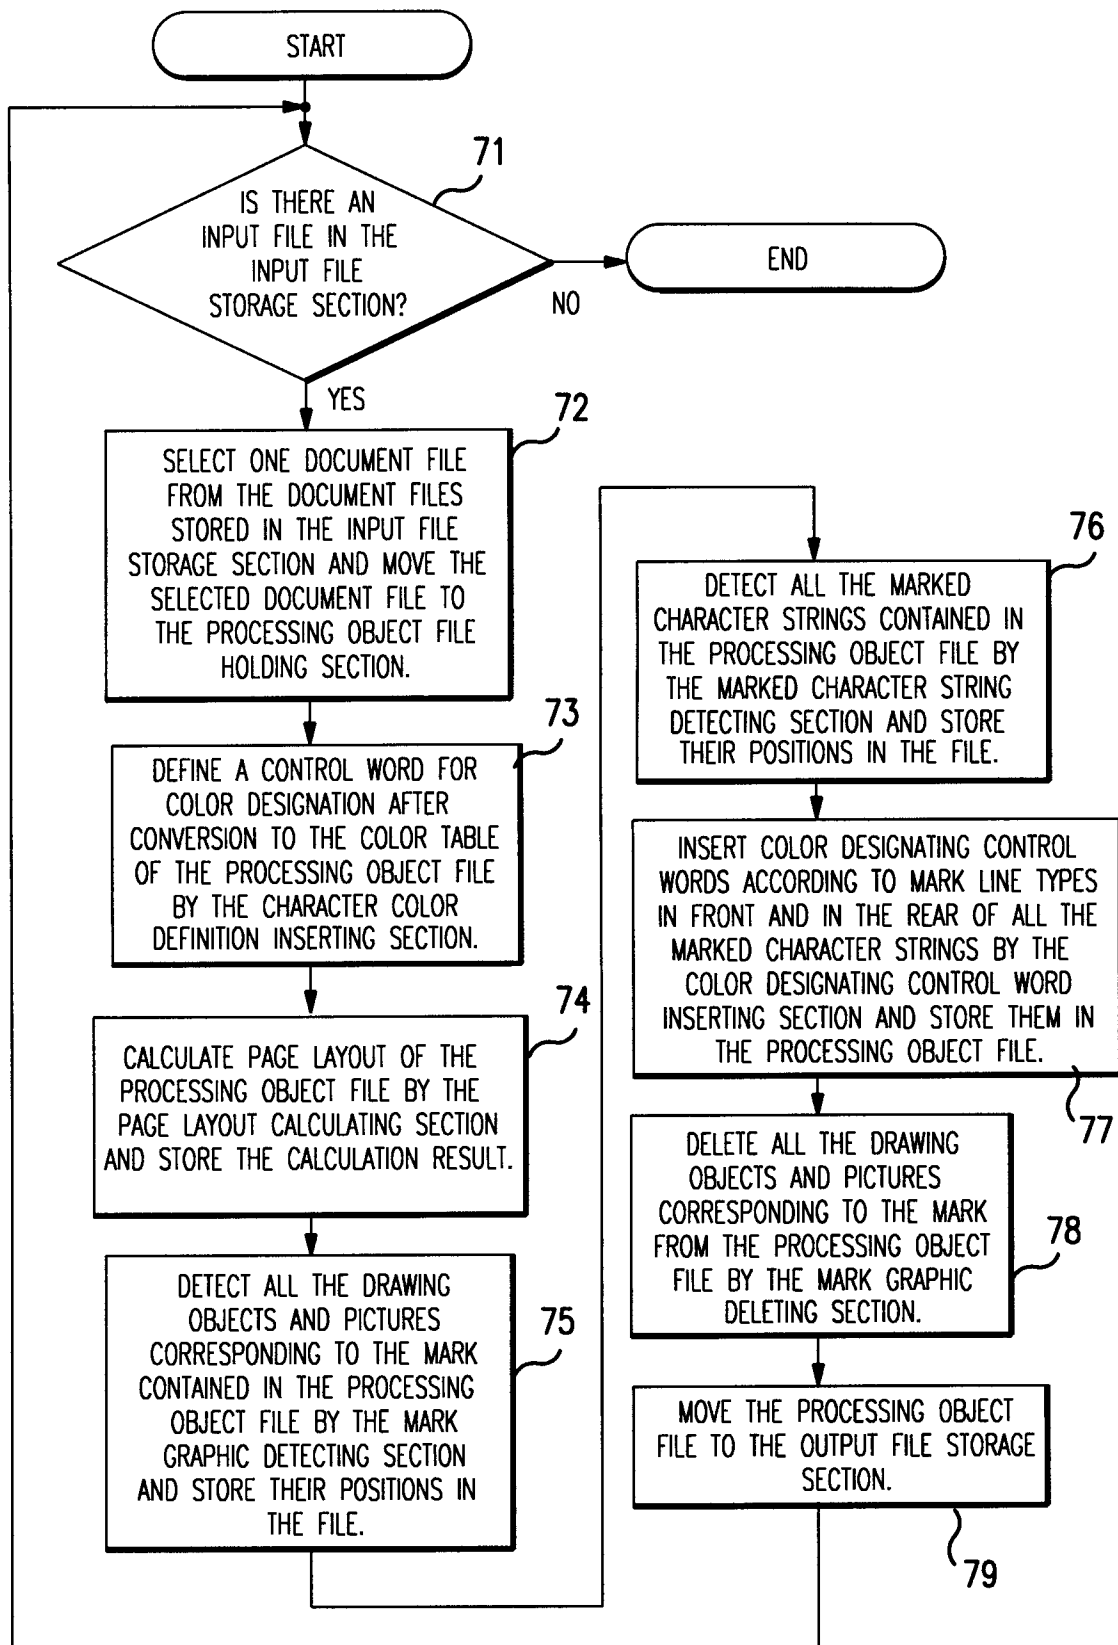 START
71
IS THERE AN
INPUT FILE IN THE
INPUT FILE
STORAGE SECTION?
NO
END
YES
72
SELECT ONE DOCUMENT FILE
FROM THE DOCUMENT FILES
STORED IN THE INPUT FILE
STORAGE SECTION AND MOVE THE
SELECTED DOCUMENT FILE TO
THE PROCESSING OBJECT FILE
HOLDING SECTION.
73
DEFINE A CONTROL WORD FOR
COLOR DESIGNATION AFTER
CONVERSION TO THE COLOR TABLE
OF THE PROCESSING OBJECT FILE
BY THE CHARACTER COLOR
DEFINITION INSERTING SECTION.
74
CALCULATE PAGE LAYOUT OF THE
PROCESSING OBJECT FILE BY THE
PAGE LAYOUT CALCULATING SECTION
AND STORE THE CALCULATION RESULT.
75
DETECT ALL THE DRAWING
OBJECTS AND PICTURES
CORRESPONDING TO THE MARK
CONTAINED IN THE PROCESSING
OBJECT FILE BY THE MARK
GRAPHIC DETECTING SECTION
AND STORE THEIR POSITIONS IN
THE FILE.
76
DETECT ALL THE MARKED
CHARACTER STRINGS CONTAINED IN
THE PROCESSING OBJECT FILE BY
THE MARKED CHARACTER STRING
DETECTING SECTION AND STORE
THEIR POSITIONS IN THE FILE.
INSERT COLOR DESIGNATING CONTROL
WORDS ACCORDING TO MARK LINE TYPES
IN FRONT AND IN THE REAR OF ALL THE
MARKED CHARACTER STRINGS BY THE
COLOR DESIGNATING CONTROL WORD
INSERTING SECTION AND STORE THEM IN
THE PROCESSING OBJECT FILE.
77
DELETE ALL THE DRAWING
OBJECTS AND PICTURES
CORRESPONDING TO THE MARK
FROM THE PROCESSING OBJECT
FILE BY THE MARK GRAPHIC
DELETING SECTION.
78
MOVE THE PROCESSING OBJECT
FILE TO THE OUTPUT FILE STORAGE
SECTION.
79